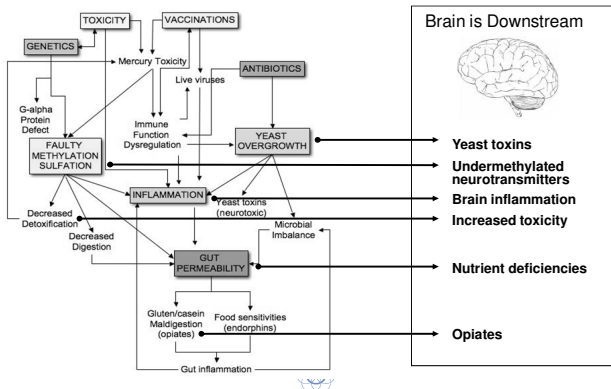 TOXICITY
VACCINATIONS
GENETICS
Mercury Toxicity
Live viruses
ANTIBIOTICS
G-alpha
Protein
Defect
Immune
Function
Dysregulation
FAULTY
METHYLATION
SULFATION
YEAST
OVERGROWTH
INFLAMMATION
Yeast toxins
(neurotoxic)
Decreased
Detoxification
Decreased
Digestion
Microbial
Imbalance
GUT
PERMEABILITY
Gluten/casein
Maldigestion
(opiates)
Food sensitivities
(endorphins)
Gut inflammation
Brain is Downstream
Yeast toxins
Undermethylated
neurotransmitters
Brain inflammation
Increased toxicity
Nutrient deficiencies
Opiates